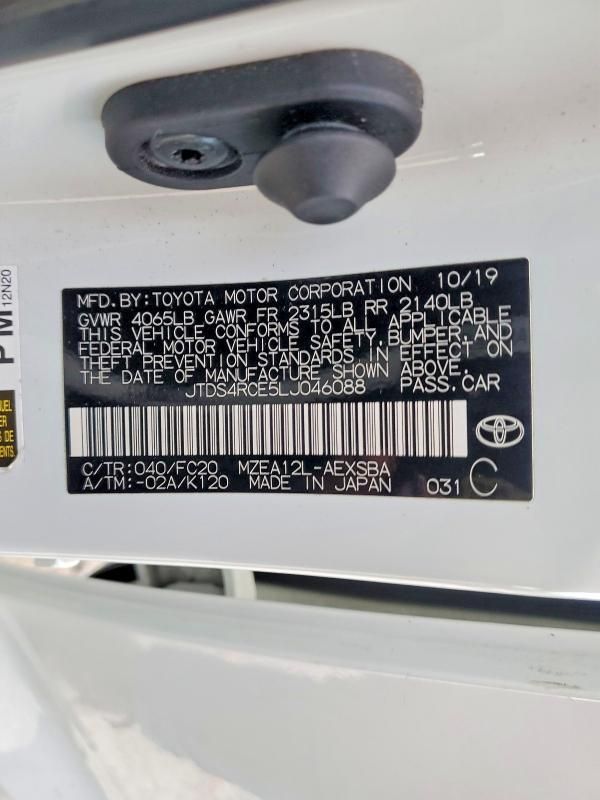 MFD. BY: TOYOTA MOTOR CORPORATION 10/19
GVWR 4065LB GAWR FR 2315LB RR 2140LB
THIS VEHICLE CONFORMS TO ALL APPLICABLE
FEDERAL MOTOR VEHICLE SAFETY, BUMPER, AND
THEFT PREVENTION STANDARDS IN EFFECT ON
THE DATE OF MANUFACTURE SHOWN ABOVE.
JTDS4RCE5LJ046088 PASS. CAR
C/TR: 040/FC20 MZEA12L-AEXSBA
A/TM: -02A/K120 MADE IN JAPAN 031 C
PM
12N20